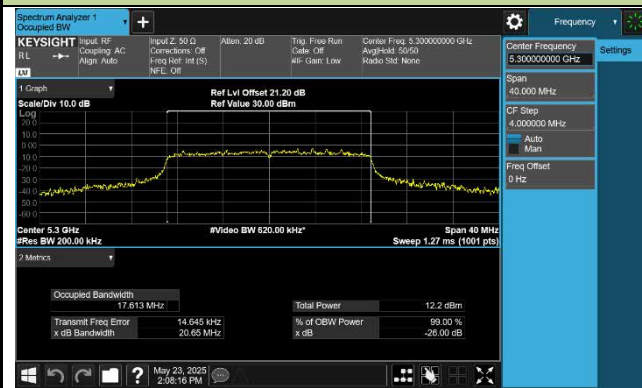 Spectrum Analyzer 1
Occupied BW
Frequency
KEYSIGHT
RL
LXI
Input: RF
Coupling: AC
Align: Auto
Input Z: 50 Ω
Corrections: Off
Freq Ref: Int (S)
NFE: Off
Atten: 20 dB
Trig: Free Run
Gate: Off
#IF Gain: Low
Center Freq: 5.300000000 GHz
Avg|Hold: 50/50
Radio Std: None
Center Frequency
5.300000000 GHz
Settings
Span
40.000 MHz
CF Step
4.000000 MHz
Auto
Man
Freq Offset
0 Hz
1 Graph
Scale/Div 10.0 dB
Ref Lvl Offset 21.20 dB
Ref Value 30.00 dBm
Log
20.0
10.0
0.00
-10.0
-20.0
-30.0
-40.0
-50.0
-60.0
Center 5.3 GHz
#Res BW 200.00 kHz
#Video BW 620.00 kHz*
Span 40 MHz
Sweep 1.27 ms (1001 pts)
2 Metrics
Occupied Bandwidth
17.613 MHz
Total Power 12.2 dBm
Transmit Freq Error 14.645 kHz
% of OBW Power 99.00 %
x dB Bandwidth 20.65 MHz
x dB -26.00 dB
?
May 23, 2025
2:08:16 PM